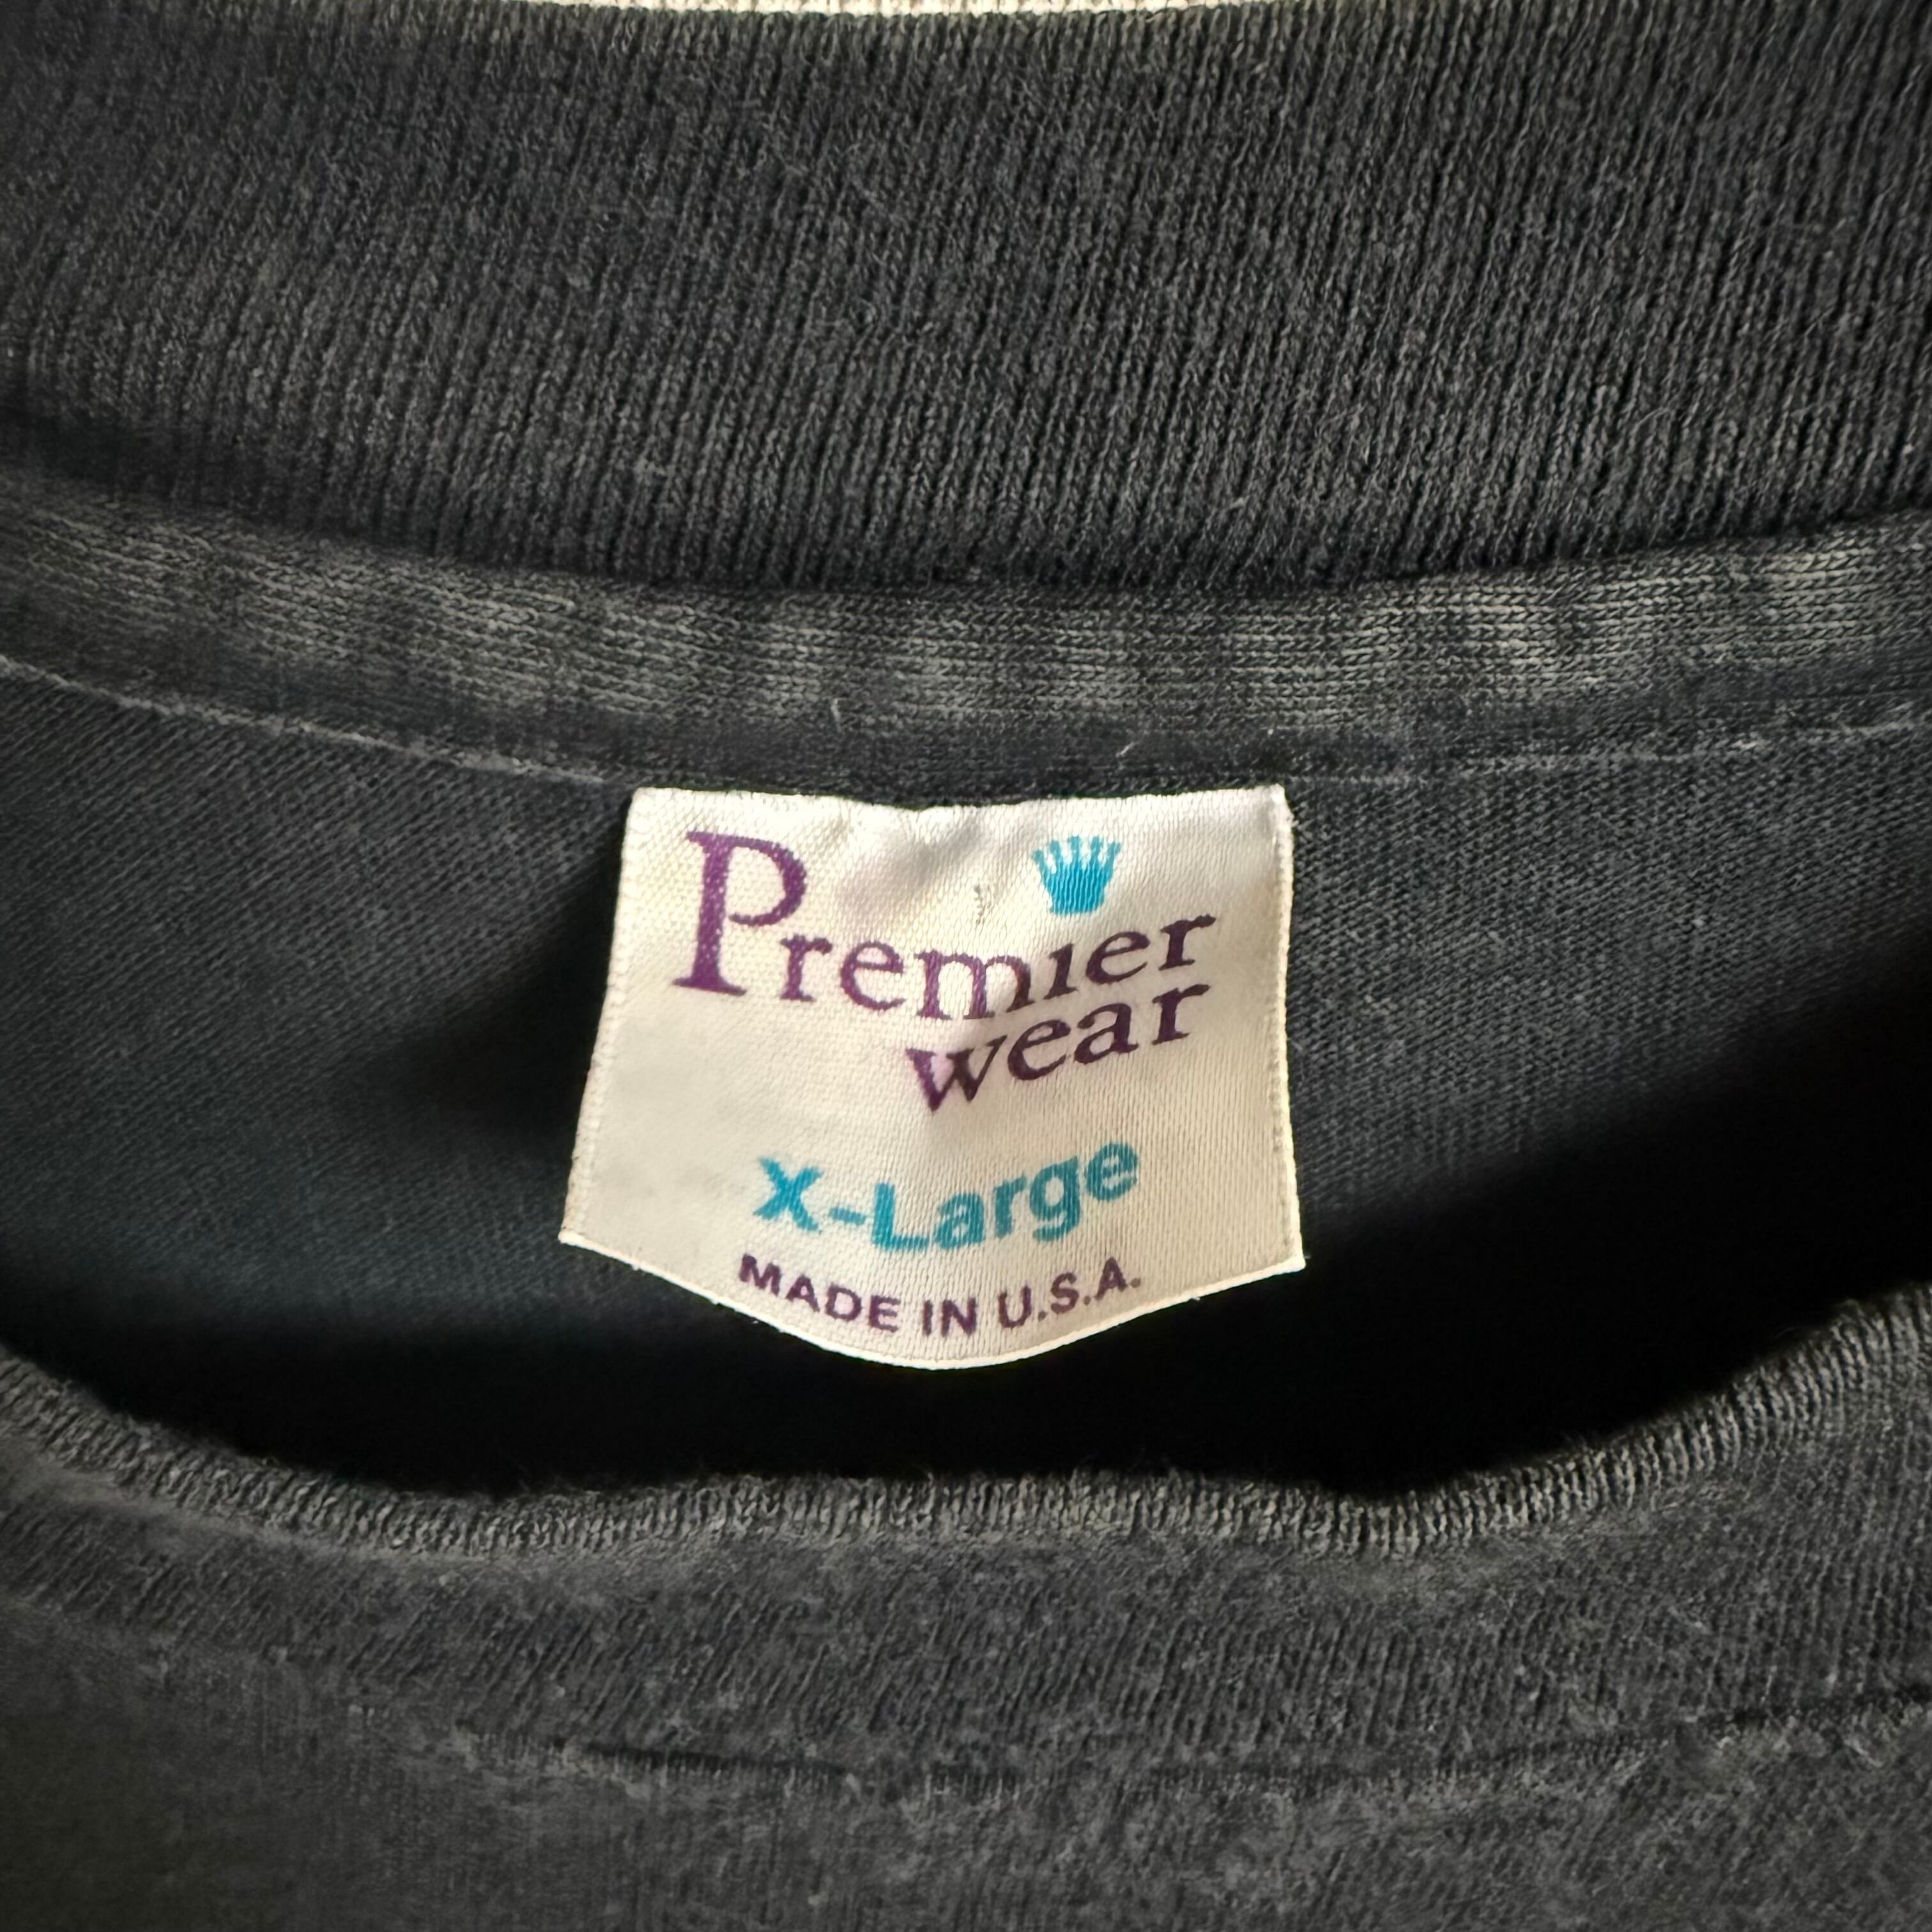 Premier
wear
X-Large
MADE IN U.S.A.